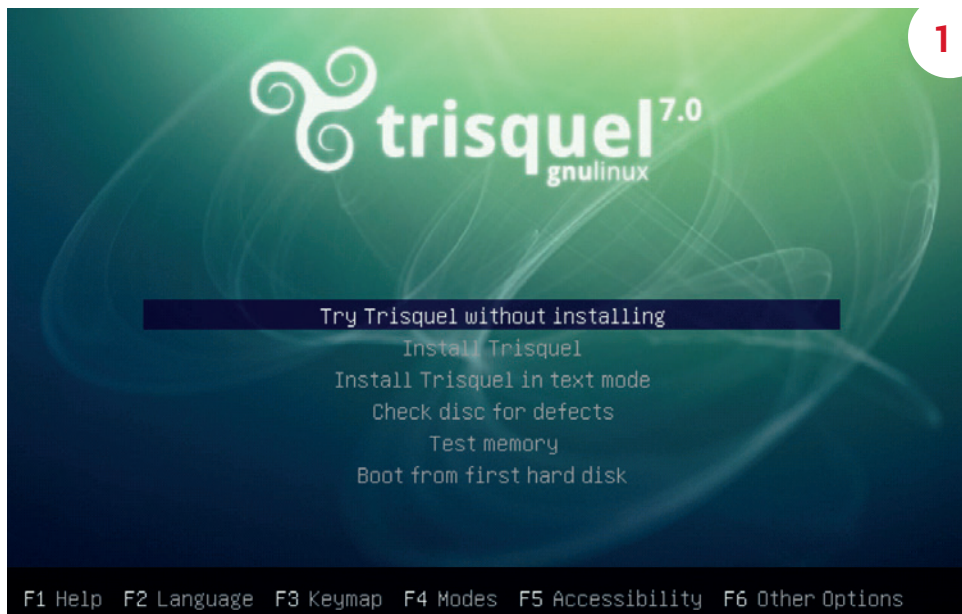 1
trisquel 7.0
gnulinux
Try Trisquel without installing
Install Trisquel
Install Trisquel in text mode
Check disc for defects
Test memory
Boot from first hard disk
F1 Help F2 Language F3 Keymap F4 Modes F5 Accessibility F6 Other Options